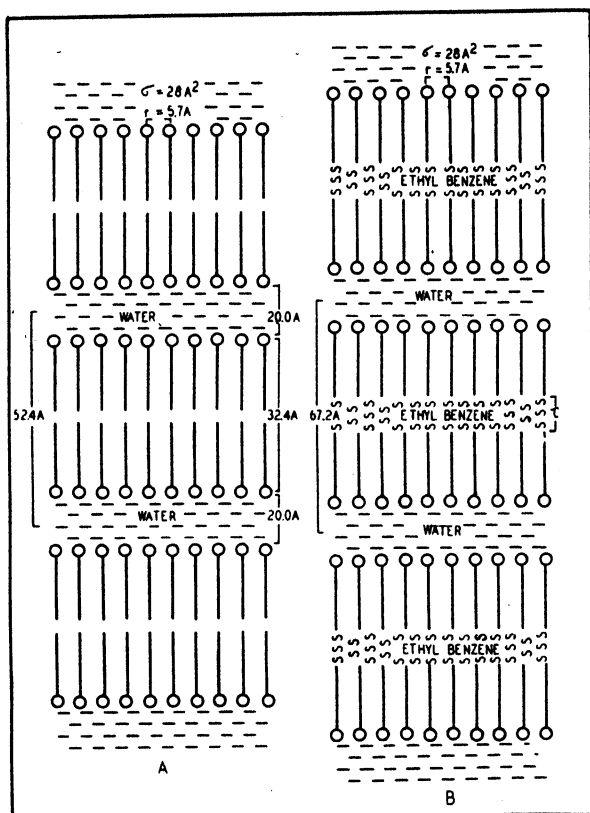 σ = 28A²
r = 5.7A
WATER
20.0A
52.4A
32.4A
WATER
20.0A
A
σ = 28A²
r = 5.7A
ETHYL BENZENE
WATER
67.2A
ETHYL BENZENE
WATER
ETHYL BENZENE
B